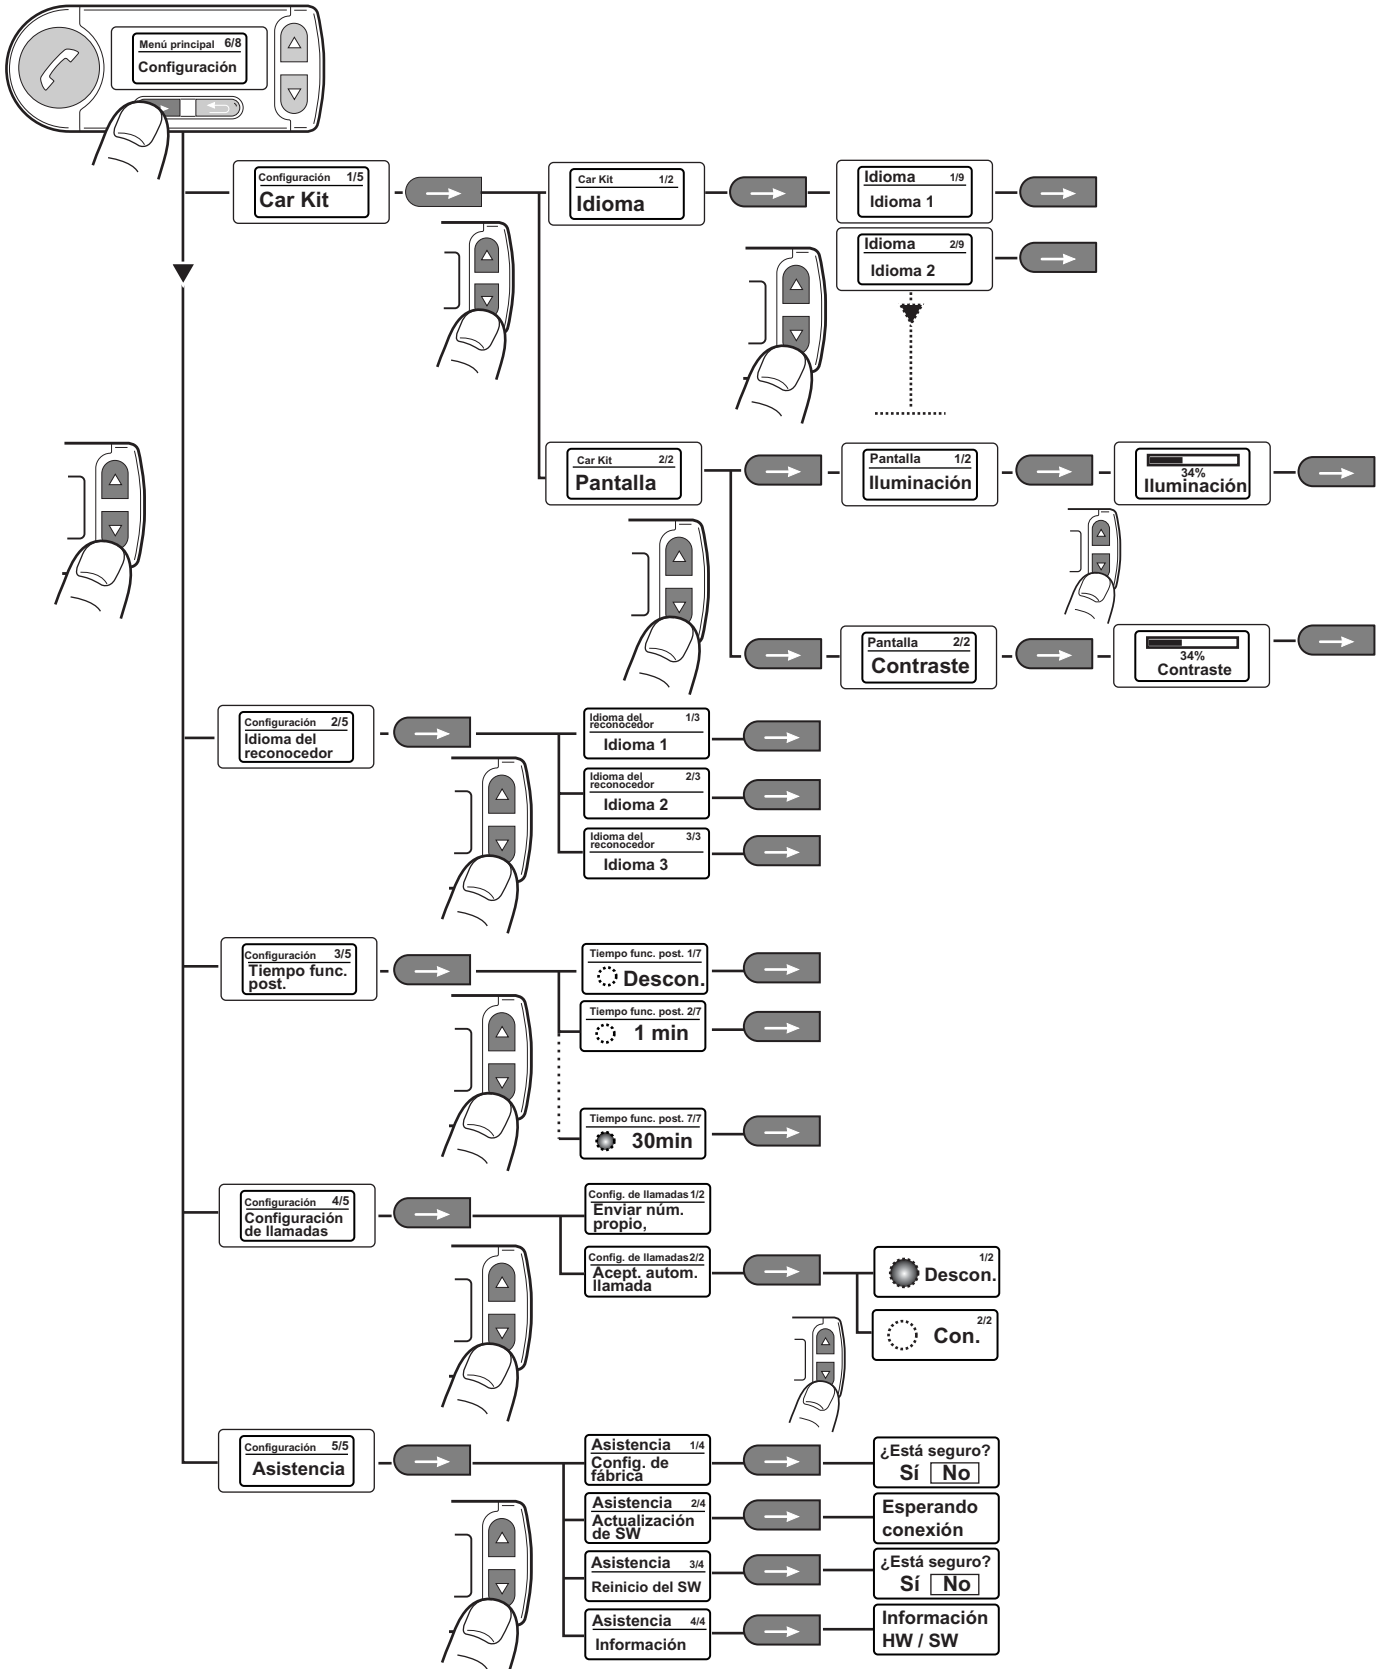 Menú principal 6/8
Configuración
Configuración 1/5
Car Kit
Car Kit 1/2
Idioma
Idioma 1/9
Idioma 1
Idioma 2/9
Idioma 2
Car Kit 2/2
Pantalla
Pantalla 1/2
Iluminación
34%
Iluminación
Pantalla 2/2
Contraste
34%
Contraste
Configuración 2/5
Idioma del
reconocedor
Idioma del 1/3
reconocedor
Idioma 1
Idioma del 2/3
reconocedor
Idioma 2
Idioma del 3/3
reconocedor
Idioma 3
Configuración 3/5
Tiempo func.
post.
Tiempo func. post. 1/7
Descon.
Tiempo func. post. 2/7
1 min
Tiempo func. post. 7/7
30min
Configuración 4/5
Configuración
de llamadas
Config. de llamadas 1/2
Enviar núm.
propio,
Config. de llamadas 2/2
Acept. autom.
llamada
1/2
Descon.
2/2
Con.
Configuración 5/5
Asistencia
Asistencia 1/4
Config. de
fábrica
¿Está seguro?
Sí No
Asistencia 2/4
Actualización
de SW
Esperando
conexión
Asistencia 3/4
Reinicio del SW
¿Está seguro?
Sí No
Asistencia 4/4
Información
Información
HW / SW